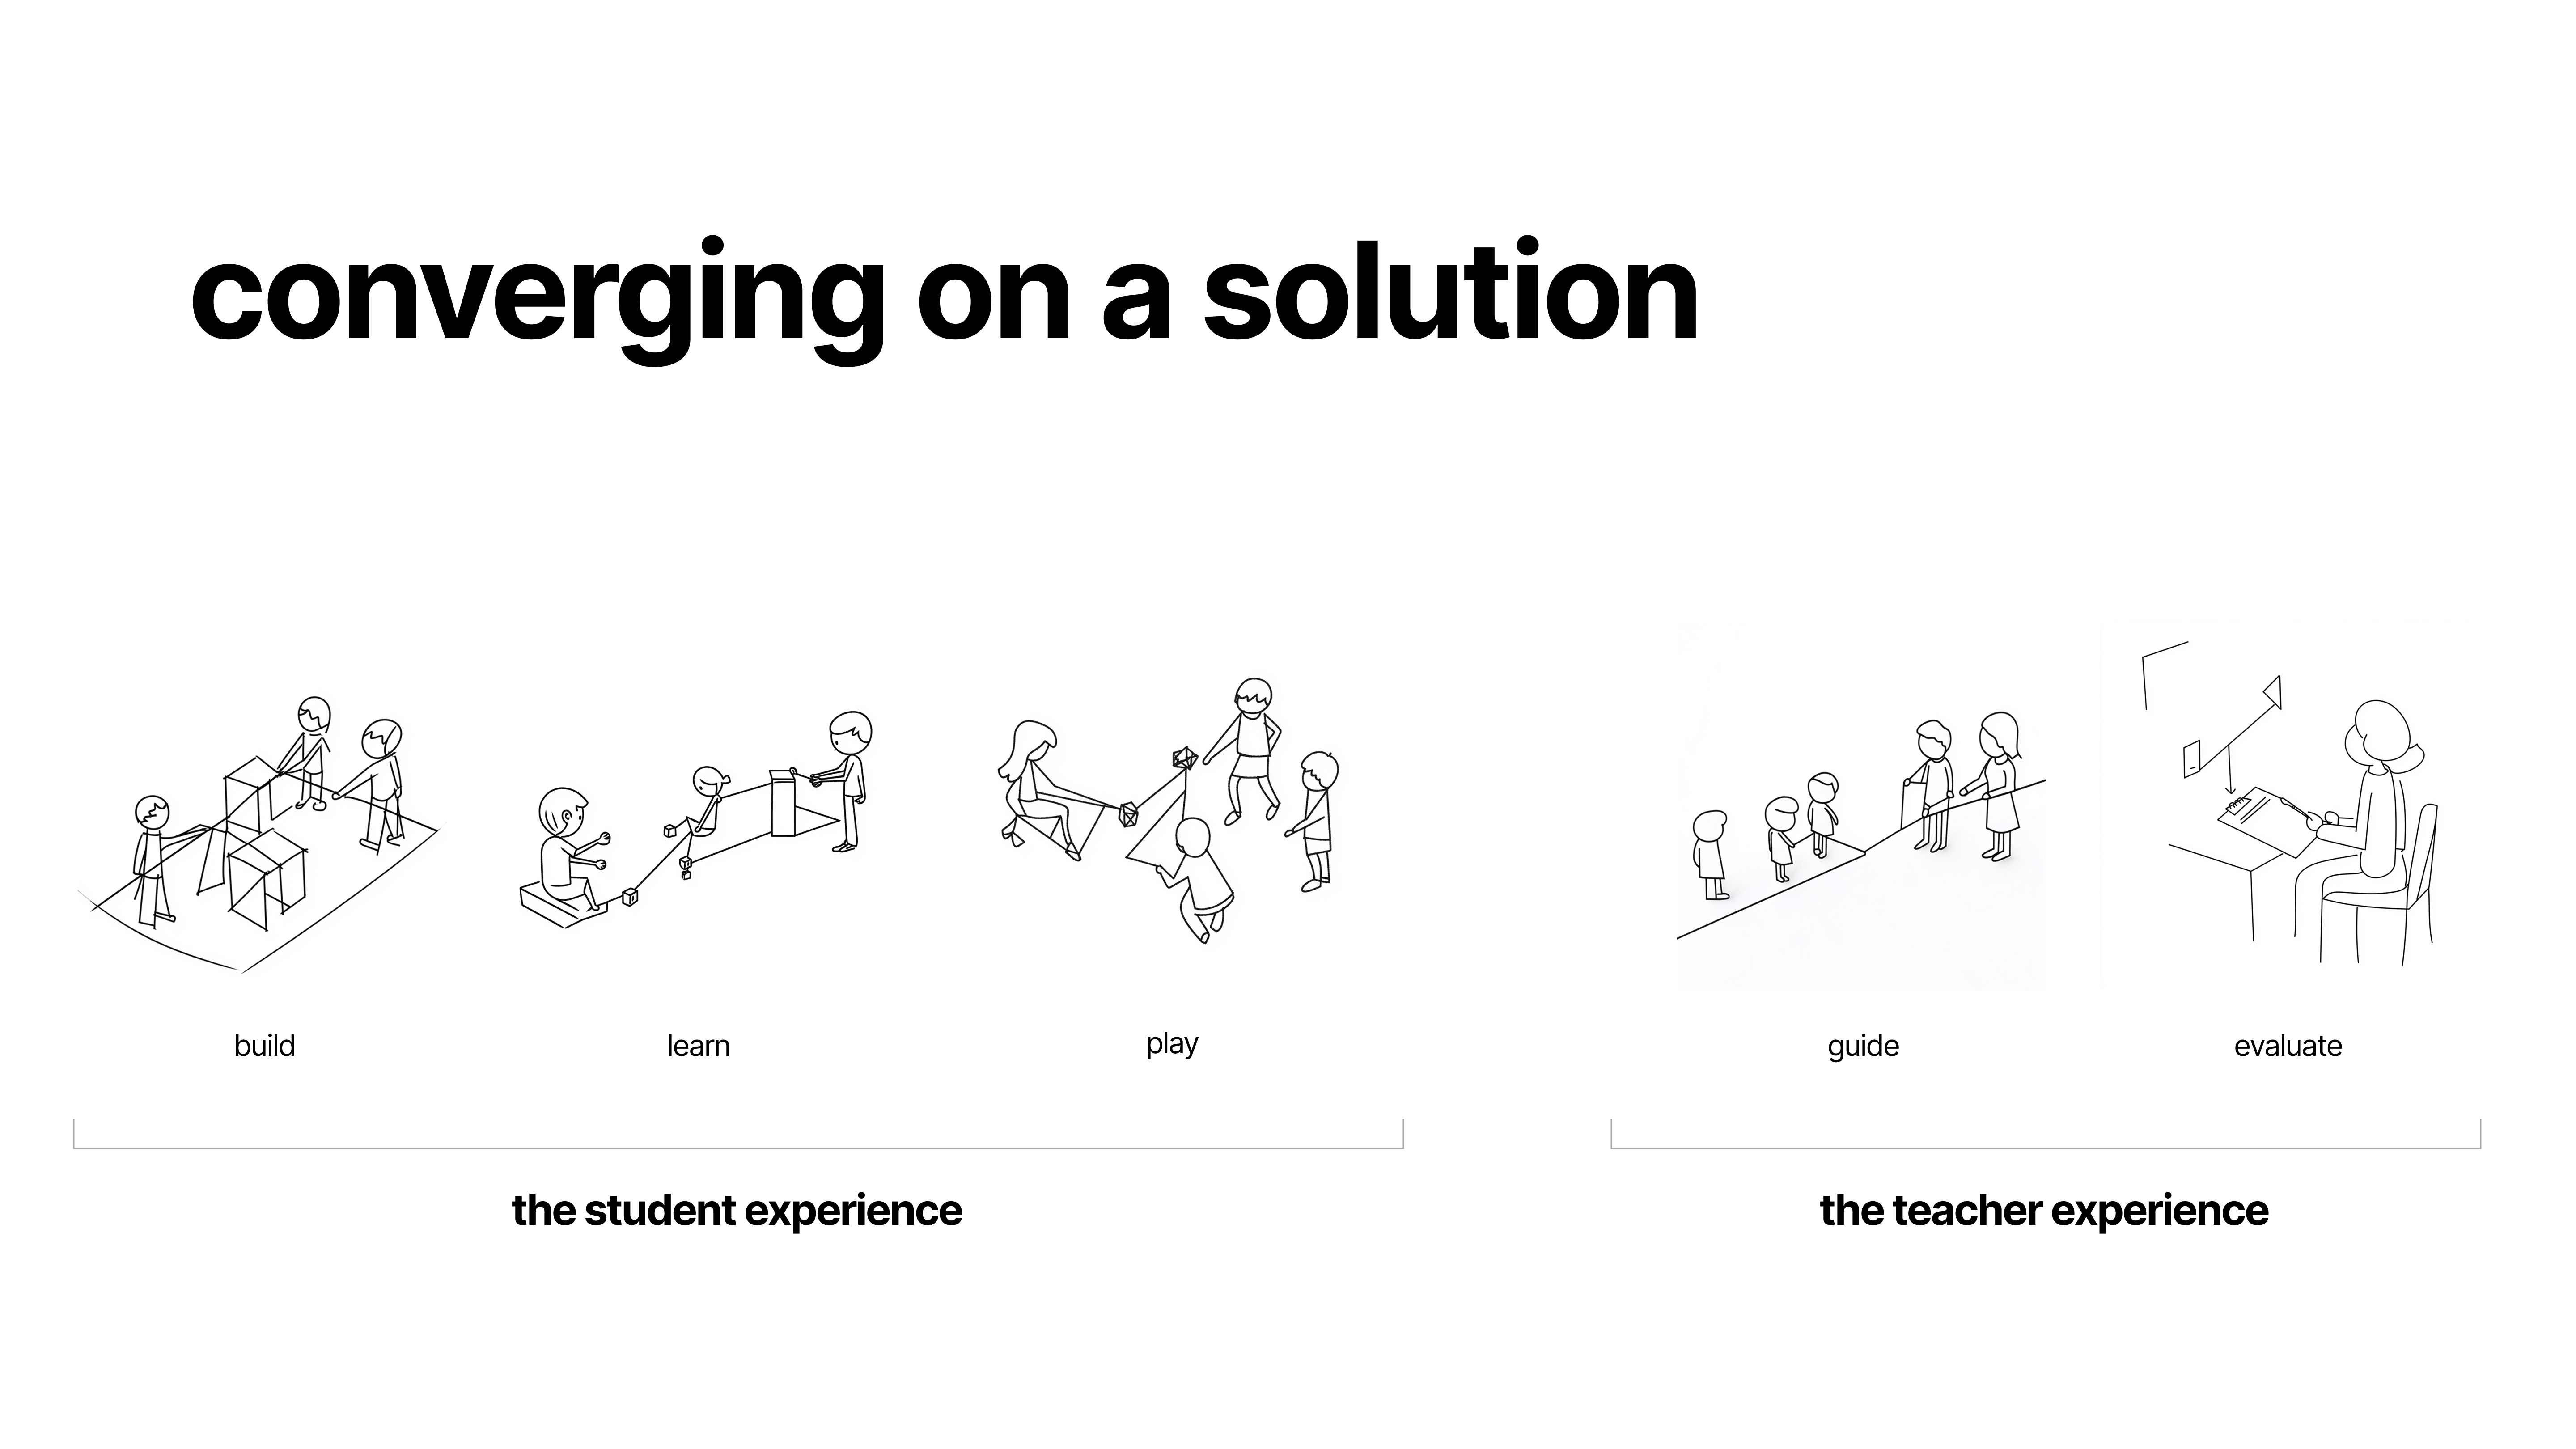 converging on a solution
build
learn
play
guide
evaluate
the student experience
the teacher experience